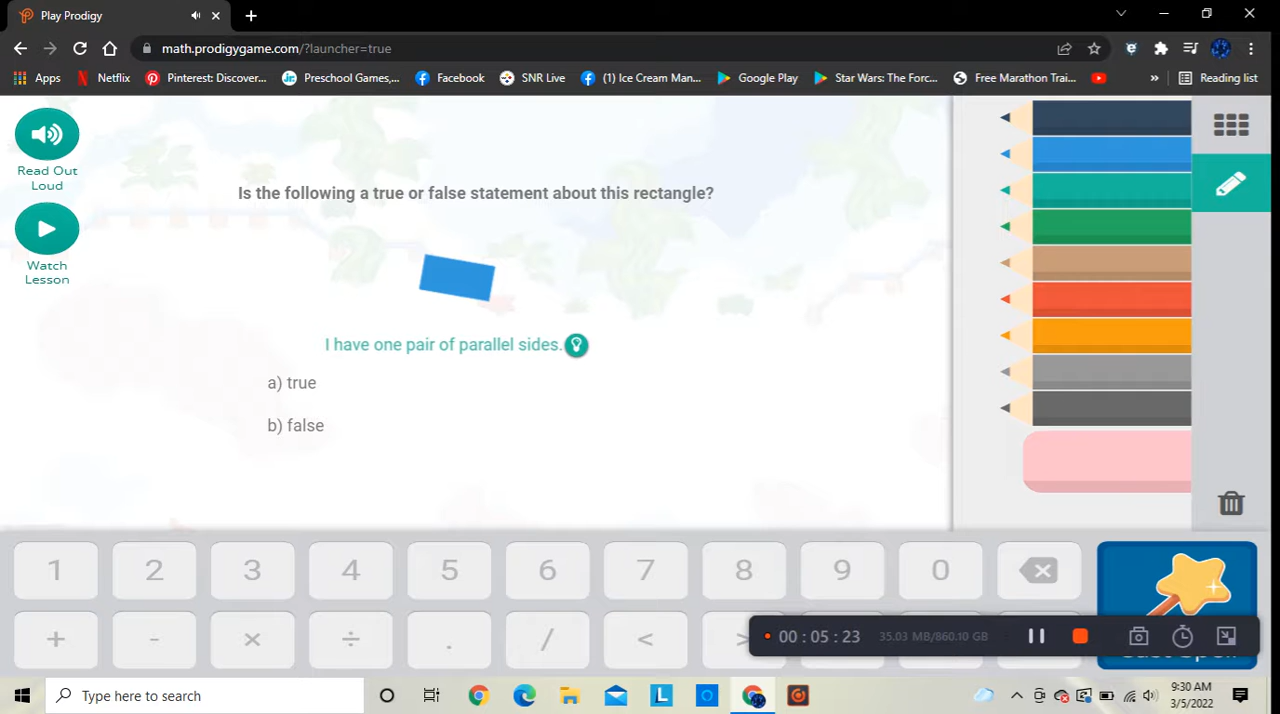 Play Prodigy
math.prodigygame.com/?launcher=true
Apps
Netflix
Pinterest: Discover...
Preschool Games,...
Facebook
SNR Live
(1) Ice Cream Man...
Google Play
Star Wars: The Forc...
Free Marathon Trai...
»
Reading list
Read Out
Loud
Watch
Lesson
Is the following a true or false statement about this rectangle?
I have one pair of parallel sides.
a) true
b) false
1 2 3 4 5 6 7 8 9 0
+ - × ÷ . / < >
00 : 05 : 23
35.03 MB/860.10 GB
Type here to search
9:30 AM
3/5/2022